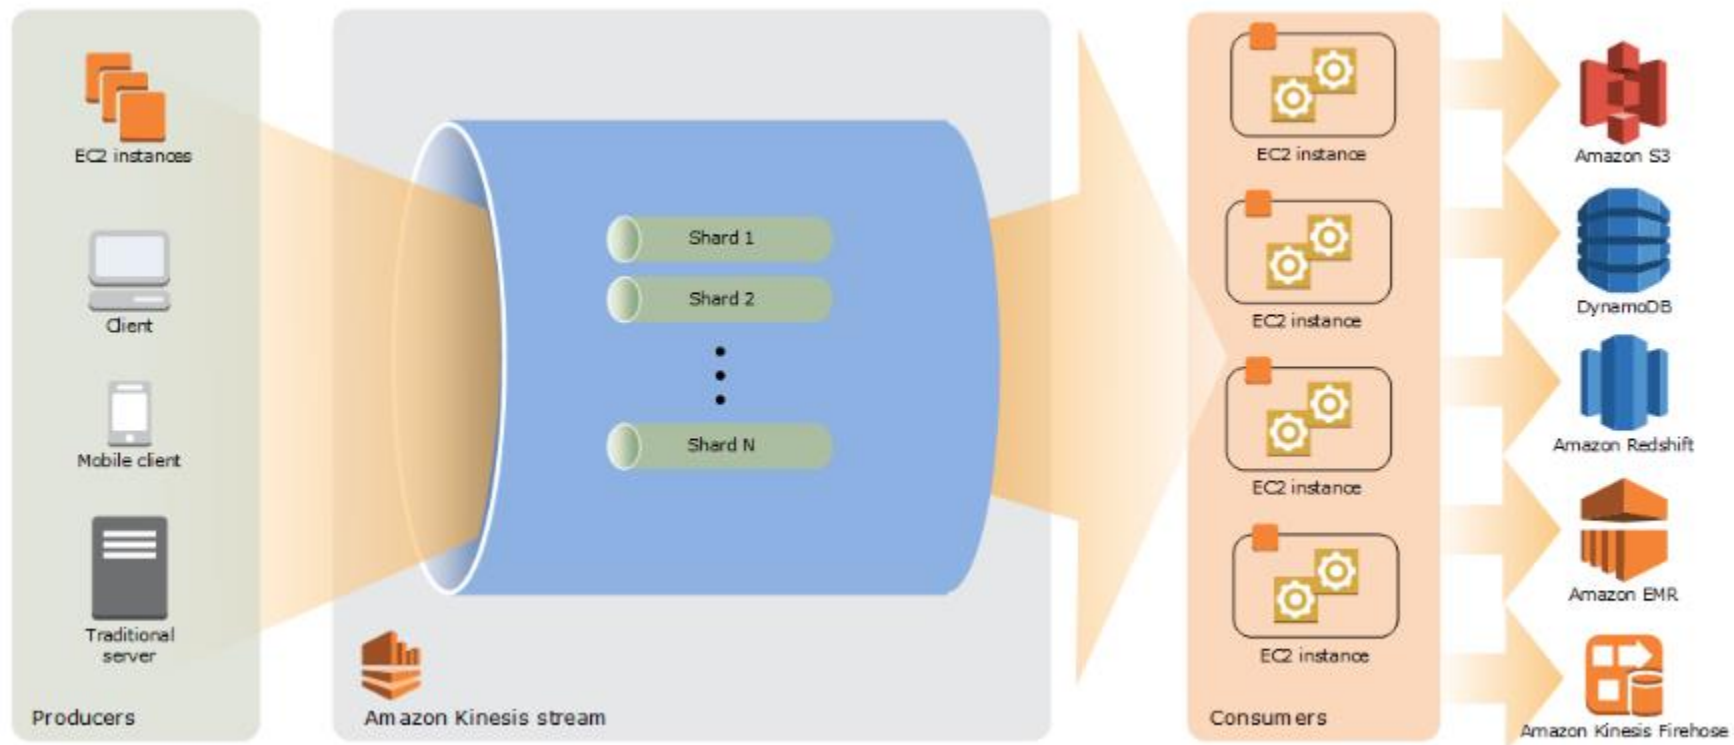 EC2 instances
Client
Mobile client
Traditional
server
Producers
Shard 1
Shard 2
Shard N
Amazon Kinesis stream
EC2 instance
EC2 instance
EC2 instance
EC2 instance
Consumers
Amazon S3
DynamoDB
Amazon Redshift
Amazon EMR
Amazon Kinesis Firehose